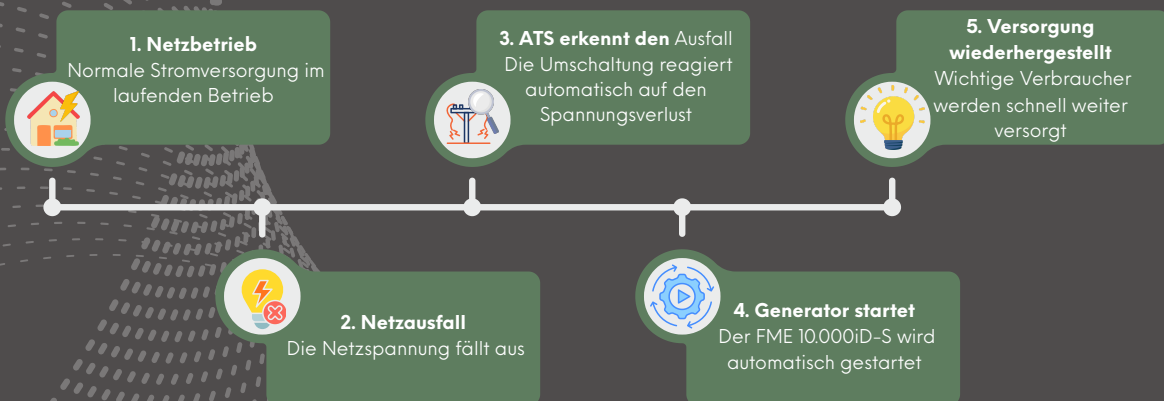 1. Netzbetrieb
Normale Stromversorgung im
laufenden Betrieb
2. Netzausfall
Die Netzspannung fällt aus
3. ATS erkennt den Ausfall
Die Umschaltung reagiert
automatisch auf den
Spannungsverlust
4. Generator startet
Der FME 10.000iD-S wird
automatisch gestartet
5. Versorgung
wiederhergestellt
Wichtige Verbraucher
werden schnell weiter
versorgt